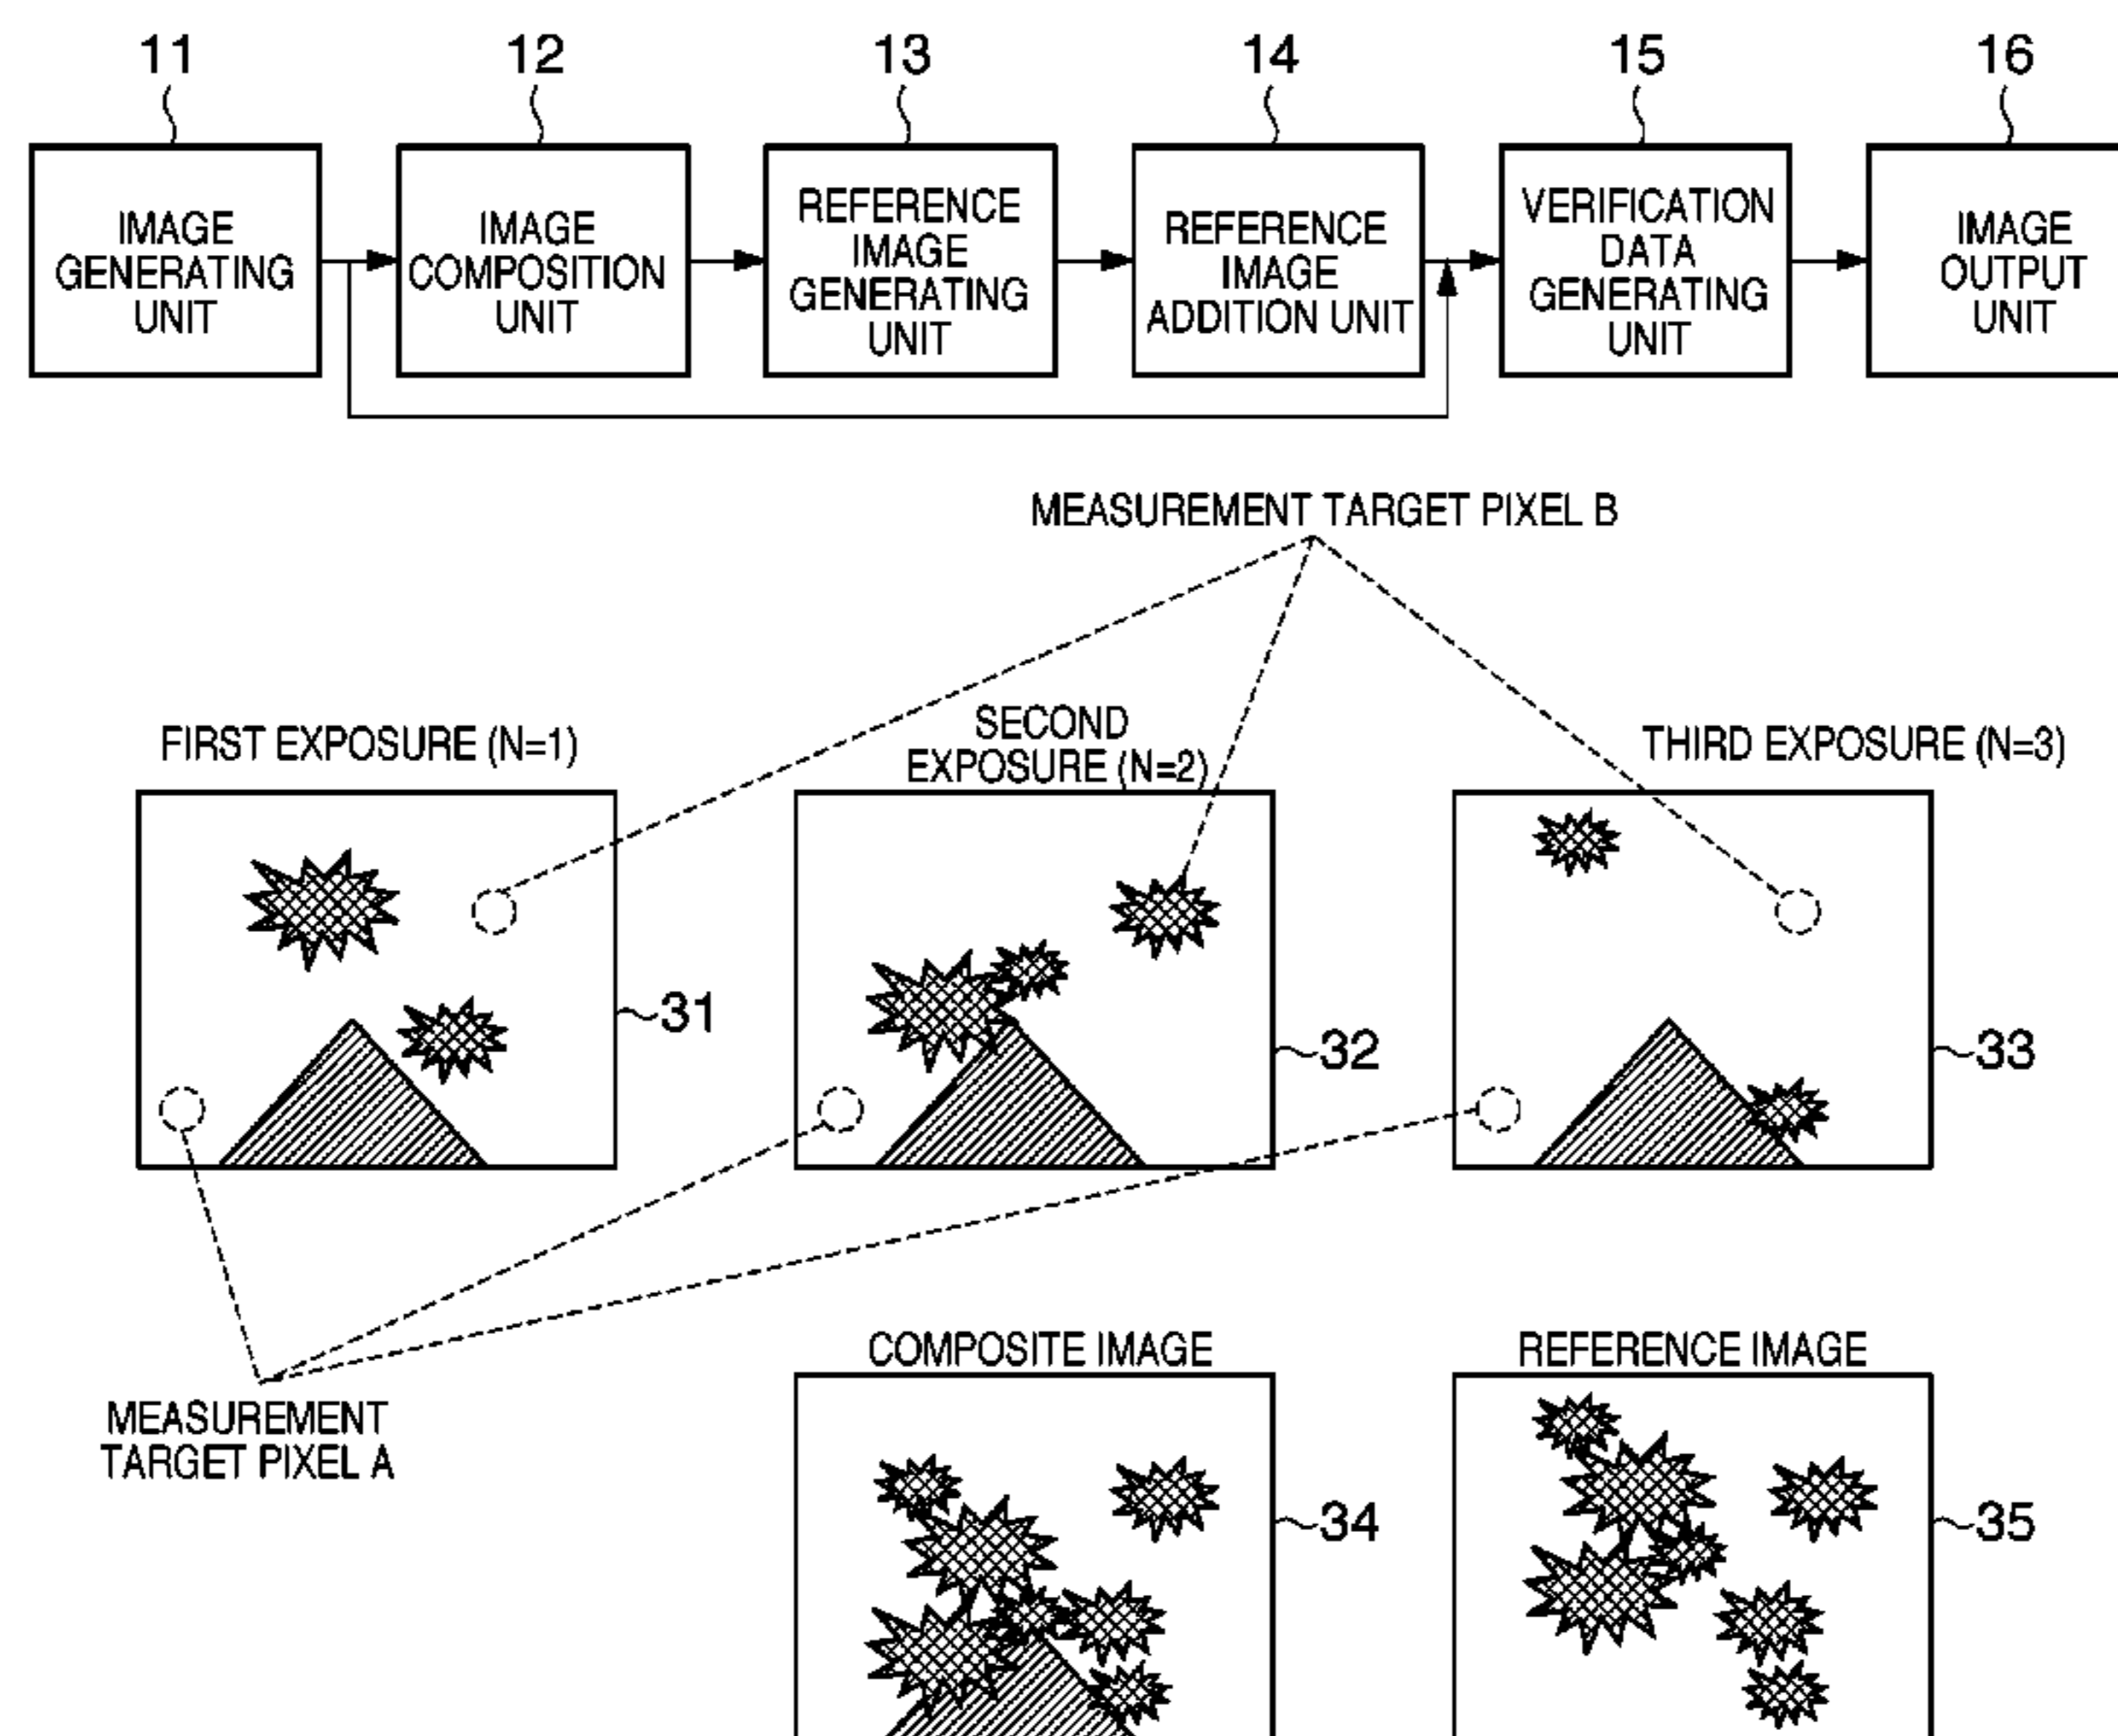 11
12
13
14
15
16
IMAGE
GENERATING
UNIT
IMAGE
COMPOSITION
UNIT
REFERENCE
IMAGE
GENERATING
UNIT
REFERENCE
IMAGE
ADDITION UNIT
VERIFICATION
DATA
GENERATING
UNIT
IMAGE
OUTPUT
UNIT
MEASUREMENT TARGET PIXEL B
FIRST EXPOSURE (N=1)
SECOND
EXPOSURE (N=2)
THIRD EXPOSURE (N=3)
31
32
33
MEASUREMENT
TARGET PIXEL A
COMPOSITE IMAGE
REFERENCE IMAGE
34
35